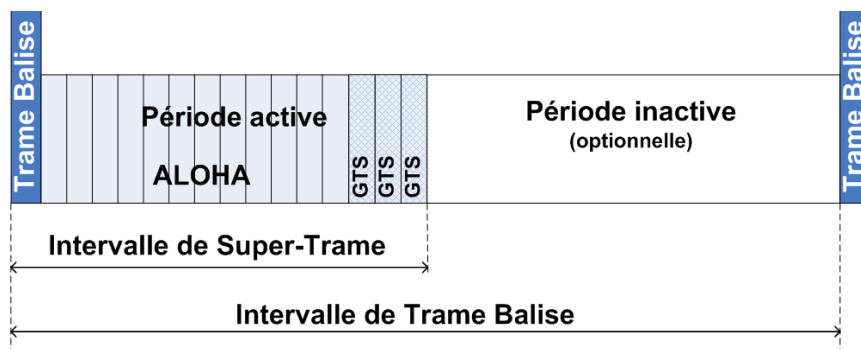 Trame Balise
Période active
ALOHA
GTS
GTS
GTS
Période inactive
(optionnelle)
Trame Balise
Intervalle de Super-Trame
Intervalle de Trame Balise